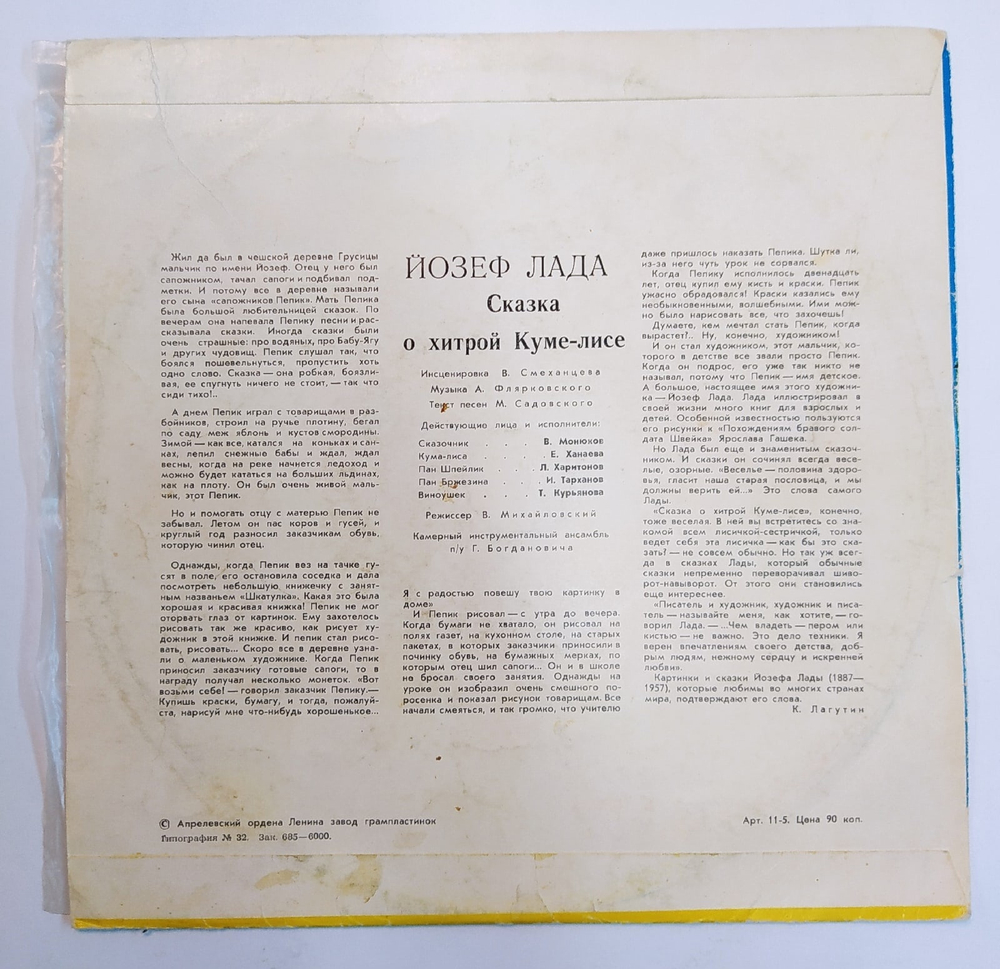 Жил да был в чешской деревне Грусицы
мальчик по имени Йозеф. Отец у него был
сапожником, тачал сапоги и подбивал под-
метки. И потому все в деревне называли
его сына «сапожников Пепик». Мать Пепика
была большой любительницей сказок. По
вечерам она напевала Пепику песни и рас-
сказывала сказки. Иногда сказки были
очень страшные: про водяных, про Бабу-Ягу
и других чудовищ. Пепик слушал так, что
боялся пошевельнуться, пропустить хоть
одно слово. Сказка — она робкая, боязли-
вая, ее спугнуть ничего не стоит, — так что
сиди тихо!..
А днем Пепик играл с товарищами в раз-
бойников, строил на ручье плотину, бегал
по саду меж яблонь и кустов смородины.
Зимой — как все, катался на коньках и сан-
ках, лепил снежные бабы и ждал, ждал
весны, когда на реке начнется ледоход и
можно будет кататься на больших льдинах,
как на плоту. Он был очень живой маль-
чик, этот Пепик.
Но и помогать отцу с матерью Пепик не
забывал. Летом он пас коров и гусей, и
круглый год разносил заказчикам обувь,
которую чинил отец.
Однажды, когда Пепик вез на тачке гу-
сят в поле, его остановила соседка и дала
посмотреть небольшую книжечку с занят-
ным названьем «Шкатулка». Какая это была
хорошая и красивая книжка! Пепик не мог
оторвать глаз от картинок. Ему захотелось
рисовать так же красиво, как рисует ху-
дожник в этой книжке. И пепик стал рисо-
вать, рисовать... Скоро все в деревне узна-
ли о маленьком художнике. Когда Пепик
приносил заказчику готовые сапоги, то в
награду получал несколько монеток. «Вот
возьми себе! — говорил заказчик Пепику.—
Купишь краски, бумагу, и тогда, пожалуй-
ста, нарисуй мне что-нибудь хорошенькое...
ЙОЗЕФ ЛАДА
Сказка
о хитрой Куме-лисе
Инсценировка В. Смеханцева
Музыка А. Флярковского
Текст песен М. Садовского
Действующие лица и исполнители:
Сказочник . . . В. Монюков
Кума-лиса . . . Е. Ханаева
Пан Шпейлик . . . Л. Харитонов
Пан Бржезина . . . И. Тарханов
Виноушек . . . Т. Курьянова
Режиссер В. Михайловский
Камерный инструментальный ансамбль
п/у Г. Богдановича
Я с радостью повешу твою картинку в
доме»
И Пепик рисовал — с утра до вечера.
Когда бумаги не хватало, он рисовал на
полях газет, на кухонном столе, на старых
пакетах, в которых заказчики приносили в
починку обувь, на бумажных мерках, по
которым отец шил сапоги... Он и в школе
не бросал своего занятия. Однажды на
уроке он изобразил очень смешного по-
росенка и показал рисунок товарищам. Все
начали смеяться, и так громко, что учителю
даже пришлось наказать Пепика. Шутка ли,
из-за него чуть урок не сорвался.
Когда Пепику исполнилось двенадцать
лет, отец купил ему кисть и краски. Пепик
ужасно обрадовался! Краски казались ему
необыкновенными, волшебными. Ими мож-
но было нарисовать все, что захочешь!
Думаете, кем мечтал стать Пепик, когда
вырастет?.. Ну, конечно, художником!
И он стал художником, этот мальчик, ко-
торого в детстве все звали просто Пепик.
Когда он подрос, его уже так никто не
называл, потому что Пепик — имя детское.
А большое, настоящее имя этого художни-
ка — Йозеф Лада. Лада иллюстрировал в
своей жизни много книг для взрослых и
детей. Особенной известностью пользуются
его рисунки к «Похождениям бравого сол-
дата Швейка» Ярослава Гашека.
Но Лада был еще и знаменитым сказоч-
ником. И сказки он сочинял всегда весе-
лые, озорные. «Веселье — половина здоро-
вья, гласит наша старая пословица, и мы
должны верить ей...» Это слова самого
Лады.
«Сказка о хитрой Куме-лисе», конечно,
тоже веселая. В ней вы встретитесь со зна-
комой всем лисичкой-сестричкой, только
ведет себя эта лисичка — как бы это ска-
зать? — не совсем обычно. Но так уж всег-
да в сказках Лады, который обычные
сказки непременно переворачивал шиво-
рот-навыворот. От этого они становились
еще интереснее.
«Писатель и художник, художник и писа-
тель — называйте меня, как хотите, — го-
ворил Лада. — ...Чем владеть — пером или
кистью — не важно. Это дело техники. Я
верен впечатлениям своего детства, доб-
рым людям, нежному сердцу и искренней
любви».
Картинки и сказки Йозефа Лады (1887—
1957), которые любимы во многих странах
мира, подтверждают его слова.
К. Лагутин
© Апрелевский ордена Ленина завод грампластинок
Типография № 32. Зак. 685—6000.
Арт. 11-5. Цена 90 коп.